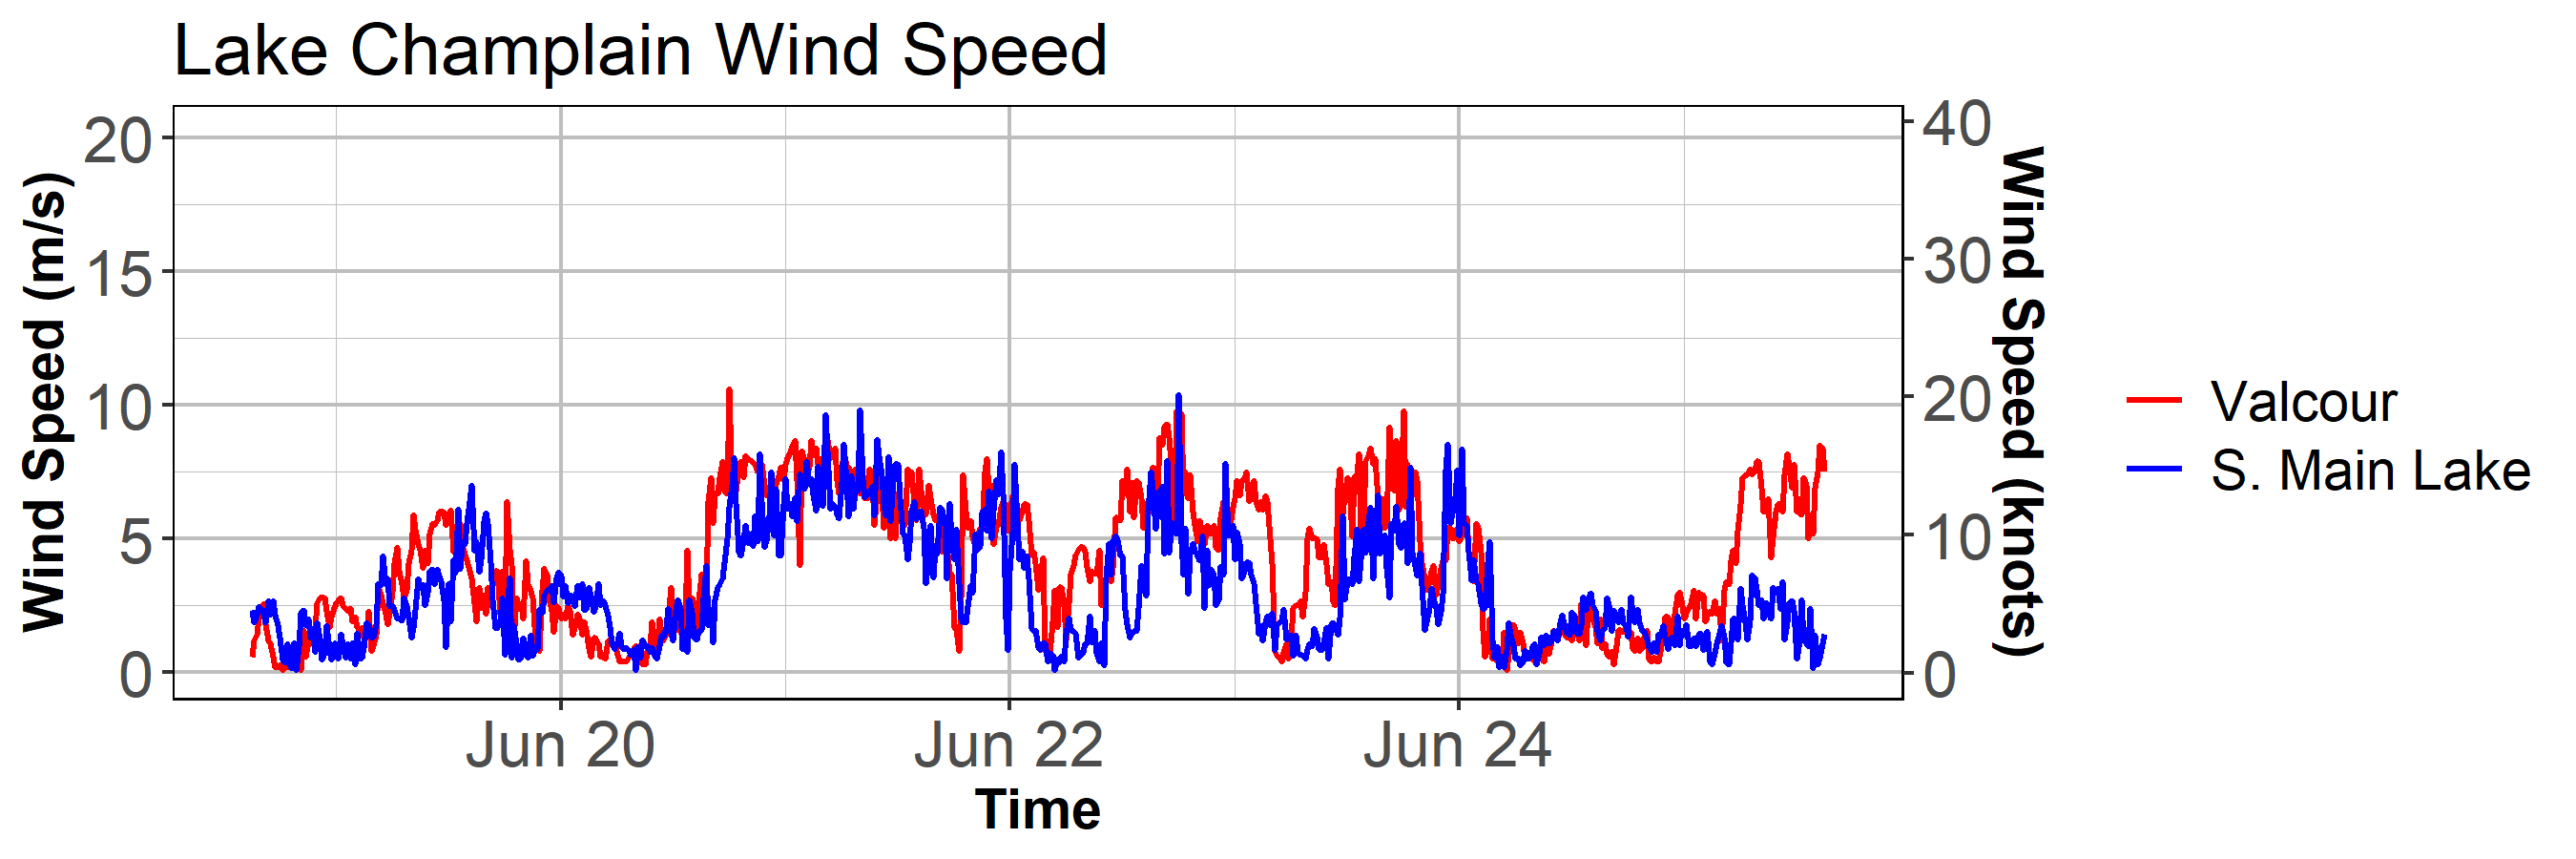 Lake Champlain Wind Speed
Wind Speed (m/s)
20
15
10
5
0
40
30
20
10
0
Wind Speed (knots)
Jun 20
Jun 22
Jun 24
Time
Valcour
S. Main Lake